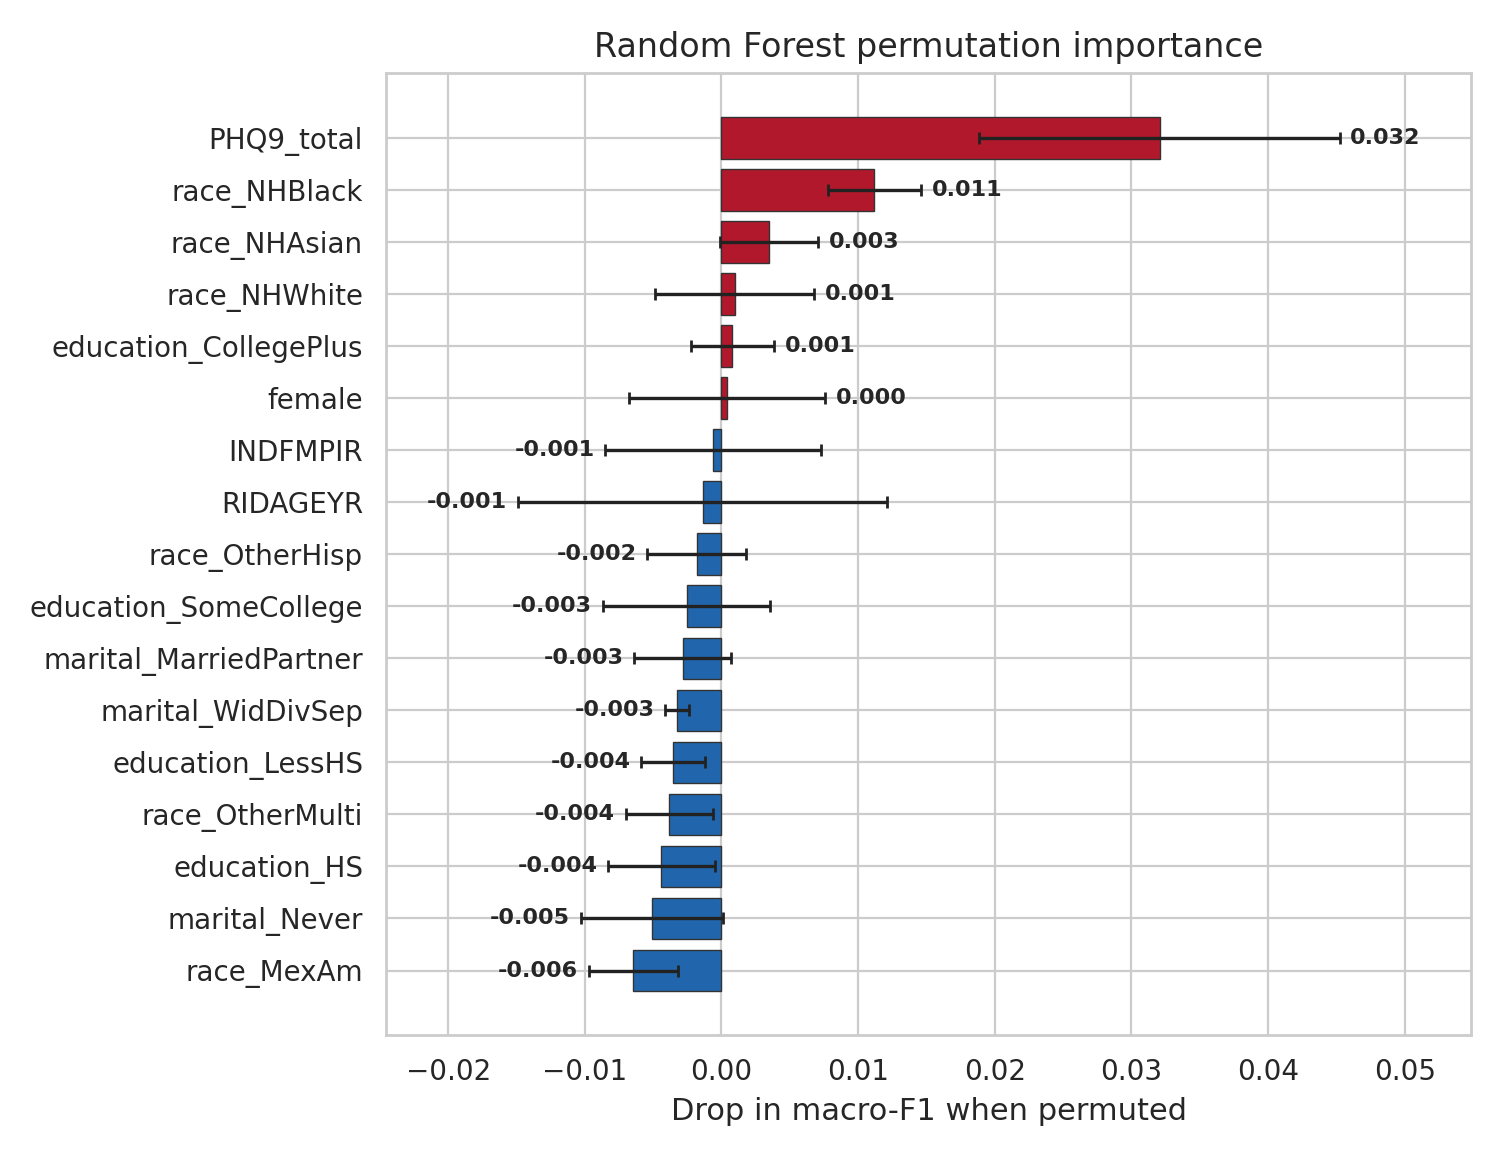 Random Forest permutation importance
PHQ9_total 0.032
race_NHBlack 0.011
race_NHAsian 0.003
race_NHWhite 0.001
education_CollegePlus 0.001
female 0.000
INDFMPIR -0.001
RIDAGEYR -0.001
race_OtherHisp -0.002
education_SomeCollege -0.003
marital_MarriedPartner -0.003
marital_WidDivSep -0.003
education_LessHS -0.004
race_OtherMulti -0.004
education_HS -0.004
marital_Never -0.005
race_MexAm -0.006
−0.02 −0.01 0.00 0.01 0.02 0.03 0.04 0.05
Drop in macro-F1 when permuted